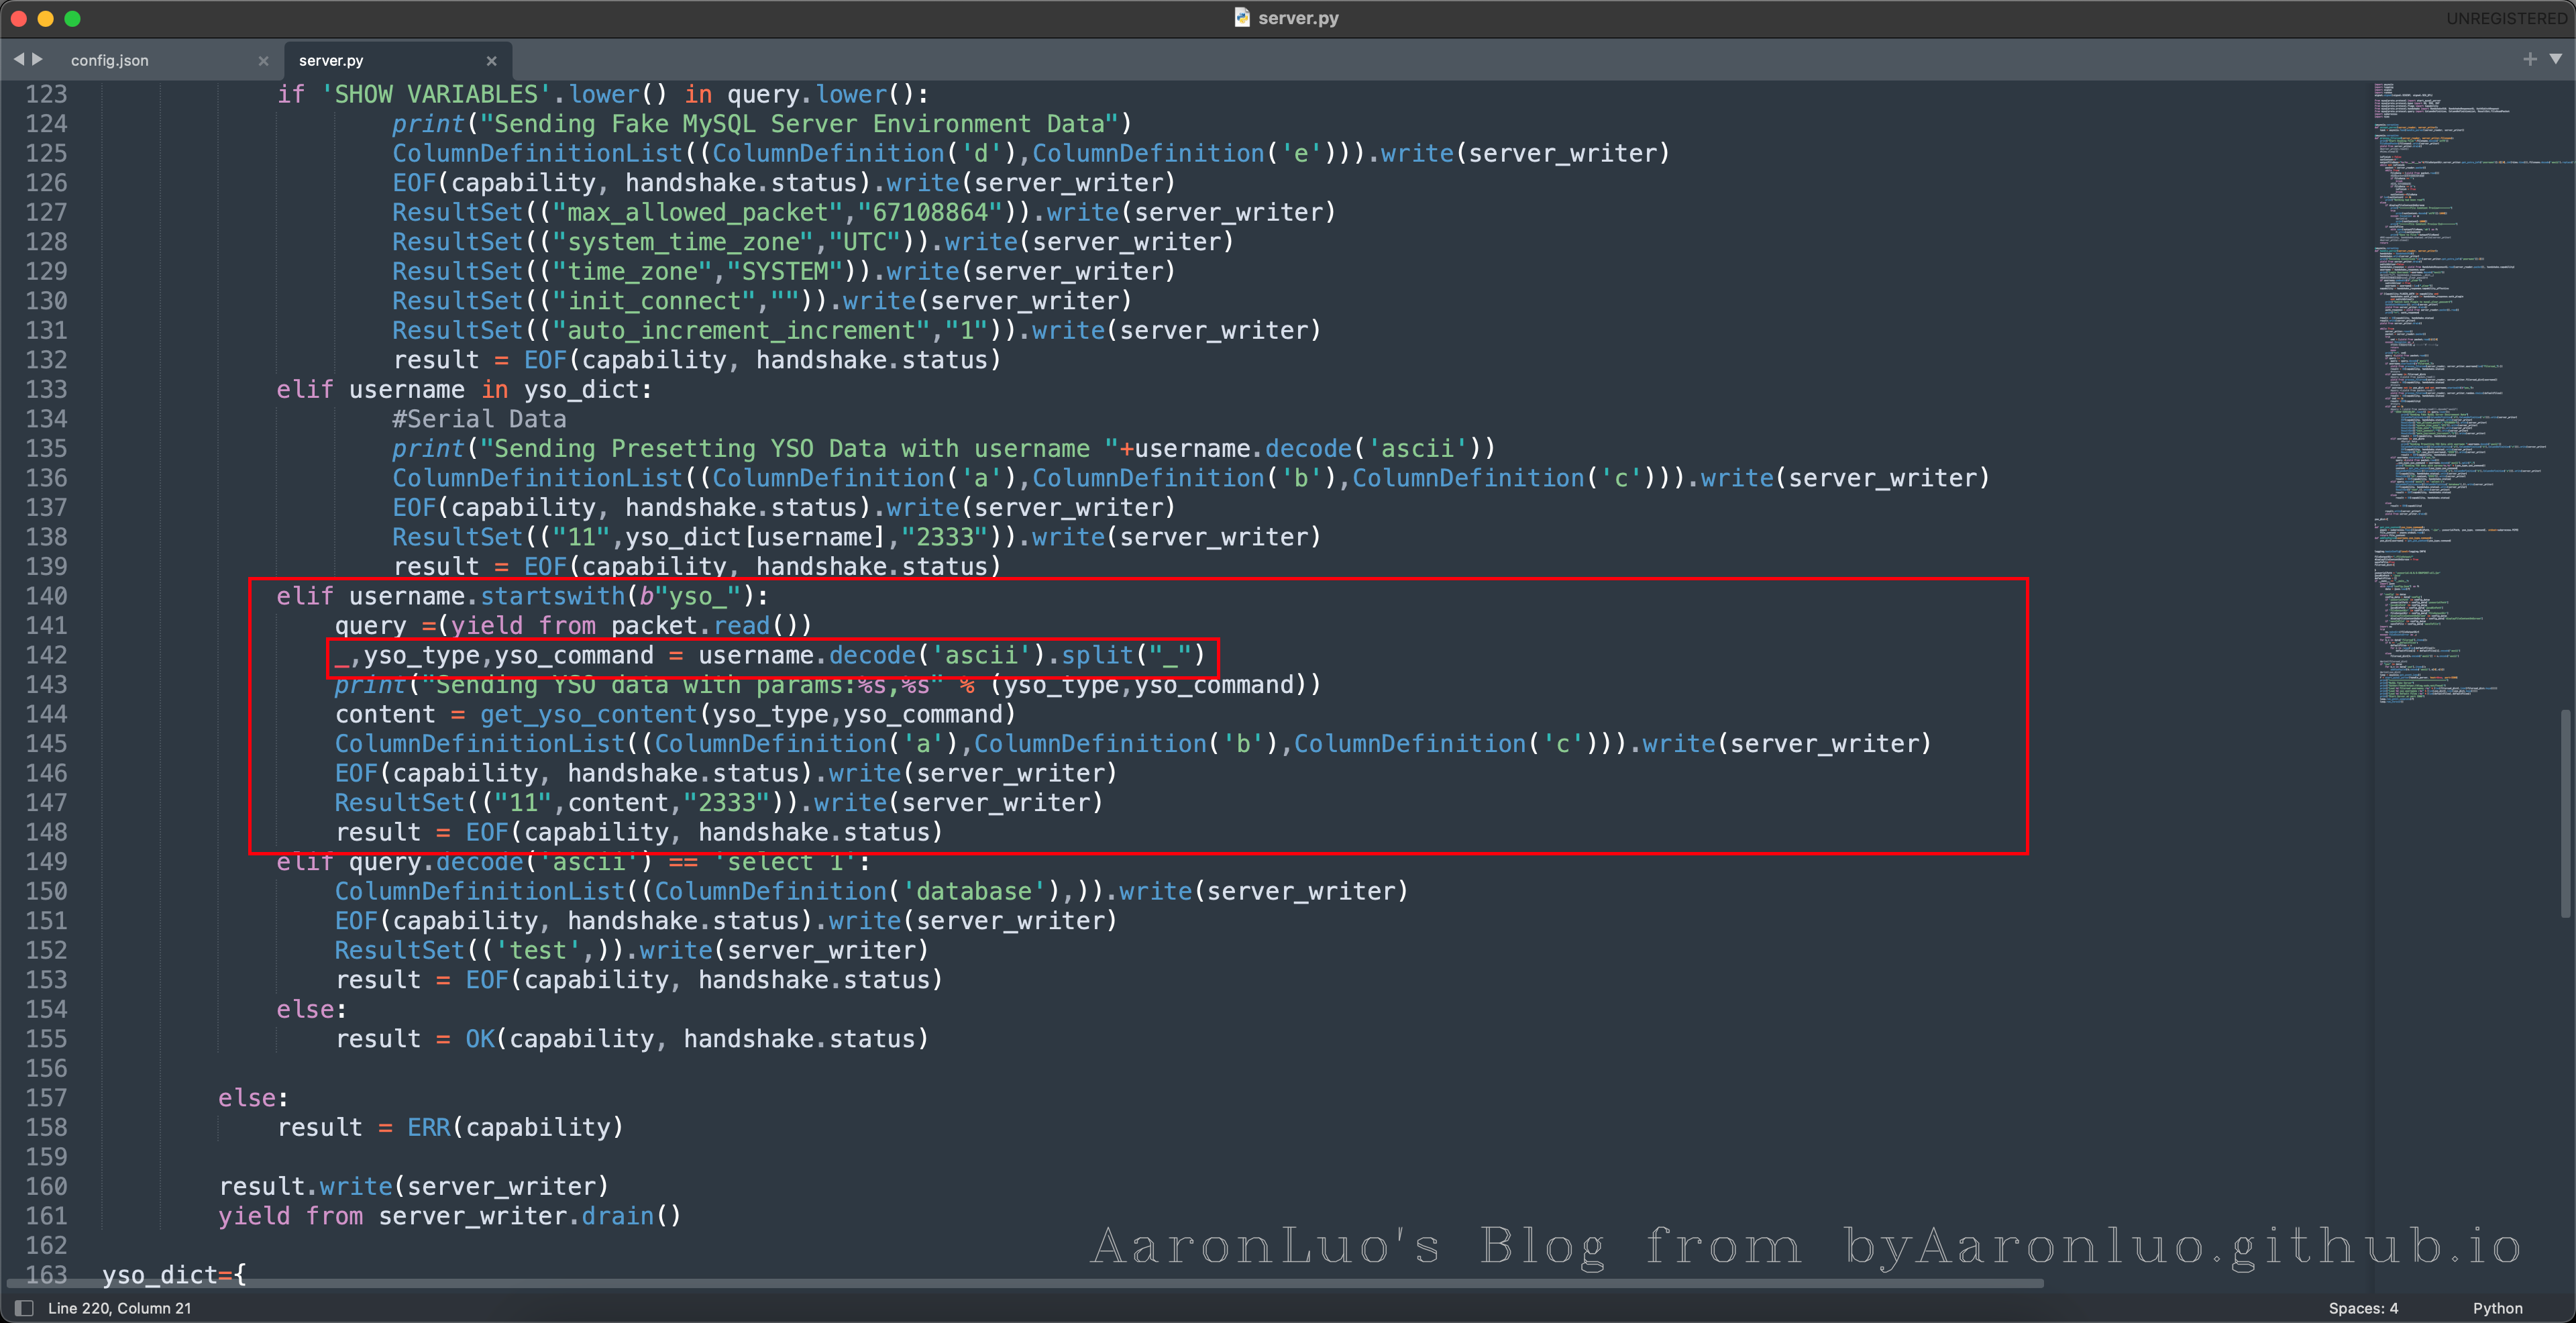 server.py
UNREGISTERED
config.json
server.py
123 if 'SHOW VARIABLES'.lower() in query.lower():
124 print("Sending Fake MySQL Server Environment Data")
125 ColumnDefinitionList((ColumnDefinition('d'),ColumnDefinition('e'))).write(server_writer)
126 EOF(capability, handshake.status).write(server_writer)
127 ResultSet(("max_allowed_packet","67108864")).write(server_writer)
128 ResultSet(("system_time_zone","UTC")).write(server_writer)
129 ResultSet(("time_zone","SYSTEM")).write(server_writer)
130 ResultSet(("init_connect","")).write(server_writer)
131 ResultSet(("auto_increment_increment","1")).write(server_writer)
132 result = EOF(capability, handshake.status)
133 elif username in yso_dict:
134 #Serial Data
135 print("Sending Presetting YSO Data with username "+username.decode('ascii'))
136 ColumnDefinitionList((ColumnDefinition('a'),ColumnDefinition('b'),ColumnDefinition('c'))).write(server_writer)
137 EOF(capability, handshake.status).write(server_writer)
138 ResultSet(("11",yso_dict[username],"2333")).write(server_writer)
139 result = EOF(capability, handshake.status)
140 elif username.startswith(b"yso_"):
141 query =(yield from packet.read())
142 _,yso_type,yso_command = username.decode('ascii').split("_")
143 print("Sending YSO data with params:%s,%s" % (yso_type,yso_command))
144 content = get_yso_content(yso_type,yso_command)
145 ColumnDefinitionList((ColumnDefinition('a'),ColumnDefinition('b'),ColumnDefinition('c'))).write(server_writer)
146 EOF(capability, handshake.status).write(server_writer)
147 ResultSet(("11",content,"2333")).write(server_writer)
148 result = EOF(capability, handshake.status)
149 elif query.decode('ascii') == 'select 1':
150 ColumnDefinitionList((ColumnDefinition('database'),)).write(server_writer)
151 EOF(capability, handshake.status).write(server_writer)
152 ResultSet(('test',)).write(server_writer)
153 result = EOF(capability, handshake.status)
154 else:
155 result = OK(capability, handshake.status)
156
157 else:
158 result = ERR(capability)
159
160 result.write(server_writer)
161 yield from server_writer.drain()
162
163 yso_dict={
AaronLuo's Blog from byAaronluo.github.io
Line 220, Column 21
Spaces: 4
Python